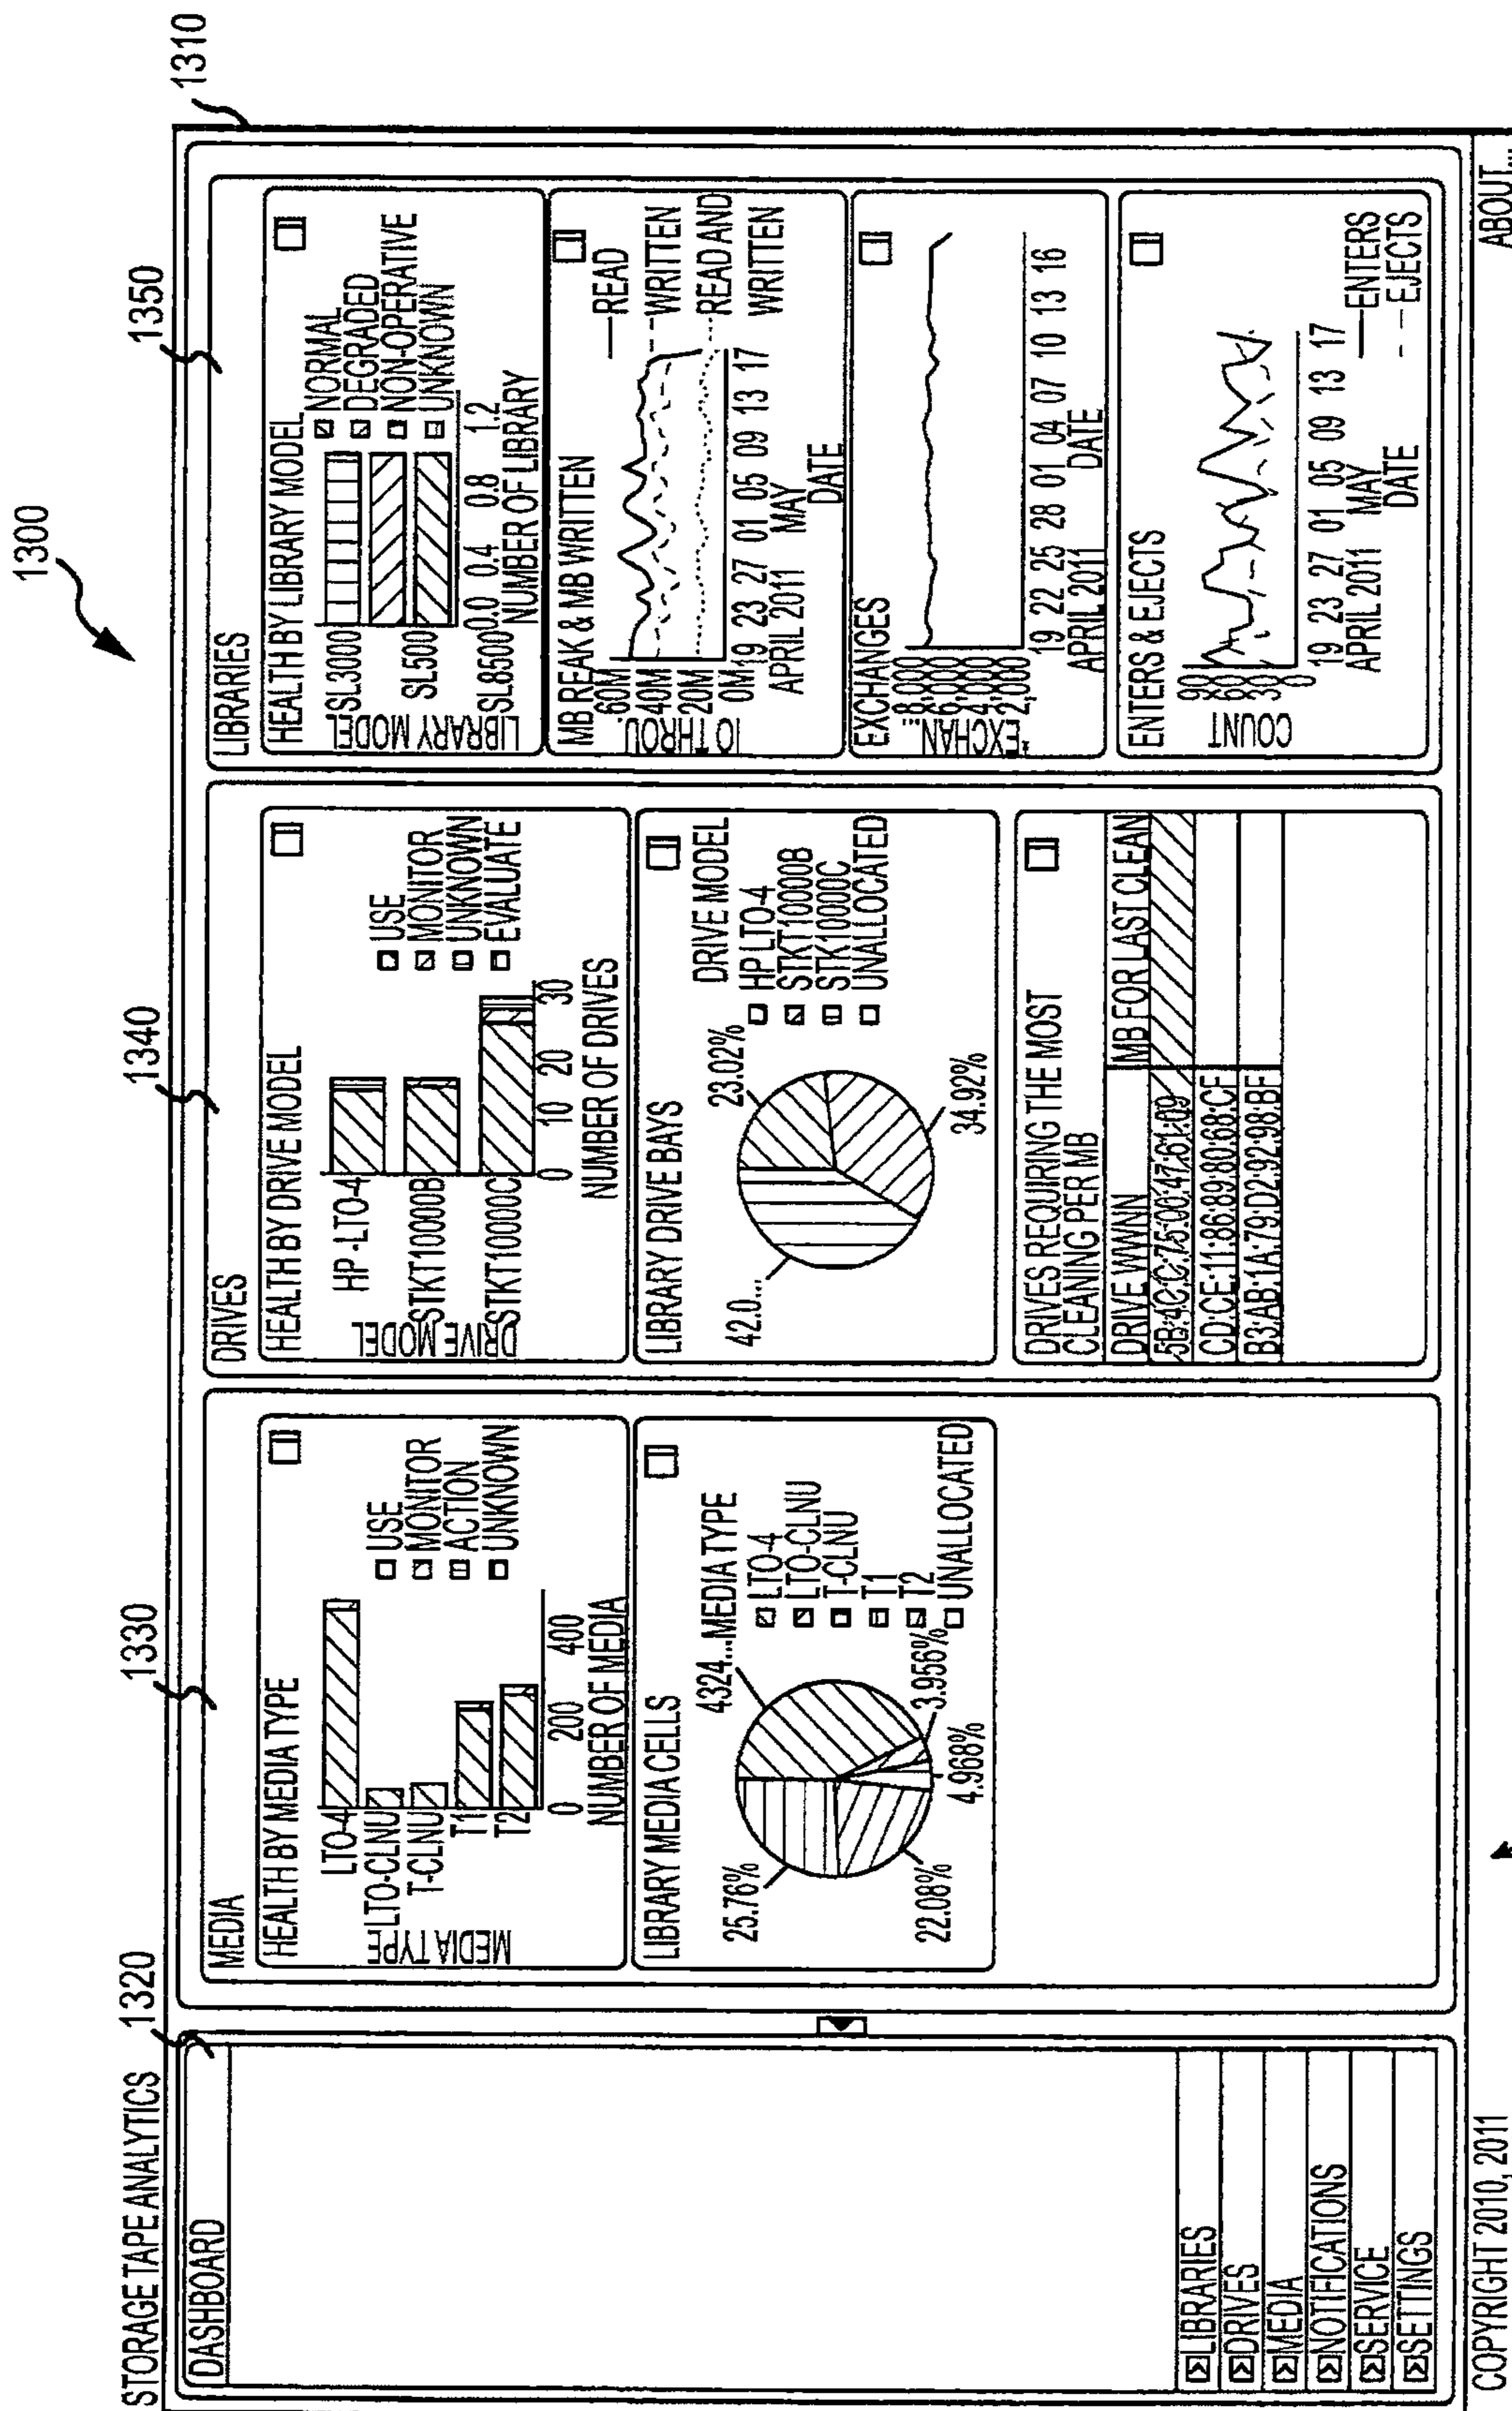 1300
1310
1320
1330
1340
1350
STORAGE TAPE ANALYTICS
DASHBOARD
LIBRARIES
DRIVES
MEDIA
NOTIFICATIONS
SERVICE
SETTINGS
MEDIA
HEALTH BY MEDIA TYPE
MEDIA TYPE
LTO-4
LTO-CLNU
T-CLNU
T1
T2
0 200 400
NUMBER OF MEDIA
USE
MONITOR
ACTION
UNKNOWN
LIBRARY MEDIA CELLS
25.76%
4324...
22.08%
4.968%
3.956%
MEDIA TYPE
LTO-4
LTO-CLNU
T-CLNU
T1
T2
UNALLOCATED
DRIVES
HEALTH BY DRIVE MODEL
DRIVE MODEL
HP -LTO-4
STKT10000B
STKT10000C
0 10 20 30
NUMBER OF DRIVES
USE
MONITOR
UNKNOWN
EVALUATE
LIBRARY DRIVE BAYS
42.0...
23.02%
34.92%
DRIVE MODEL
HP LTO-4
STKT10000B
STK10000C
UNALLOCATED
DRIVES REQUIRING THE MOST
CLEANING PER MB
DRIVE WWNN MB FOR LAST CLEAN
5B:4C:C:75:00:47:61:09
CD:CE:11:86:89:80:68:CF
B3:AB:1A:79:D2:92:98:BF
LIBRARIES
HEALTH BY LIBRARY MODEL
LIBRARY MODEL
SL3000
SL500
SL8500
0.0 0.4 0.8 1.2
NUMBER OF LIBRARY
NORMAL
DEGRADED
NON-OPERATIVE
UNKNOWN
MB BREAK & MB WRITTEN
IO THROU.
60M
40M
20M
0M
19 23 27 01 05 09 13 17
APRIL 2011 MAY
DATE
READ
WRITTEN
READ AND
WRITTEN
EXCHANGES
EXCHAN...
8,000
6,000
4,000
2,000
19 22 25 28 01 04 07 10 13 16
APRIL 2011 DATE
ENTERS & EJECTS
COUNT
90
60
30
0
19 23 27 01 05 09 13 17
APRIL 2011 MAY
DATE
ENTERS
EJECTS
COPYRIGHT 2010, 2011
ABOUT...